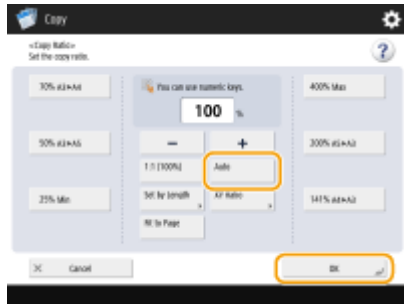 Copy
<Copy Ratio>
Set the copy ratio.
70% A3►A4
You can use numeric keys.
400% Max
100 %
50% A3►A5
-
+
200% A5►A3
1:1 (100%)
Auto
25% Min
Set by Length
XY Ratio
141% A4►A3
Fit to Page
Cancel
OK